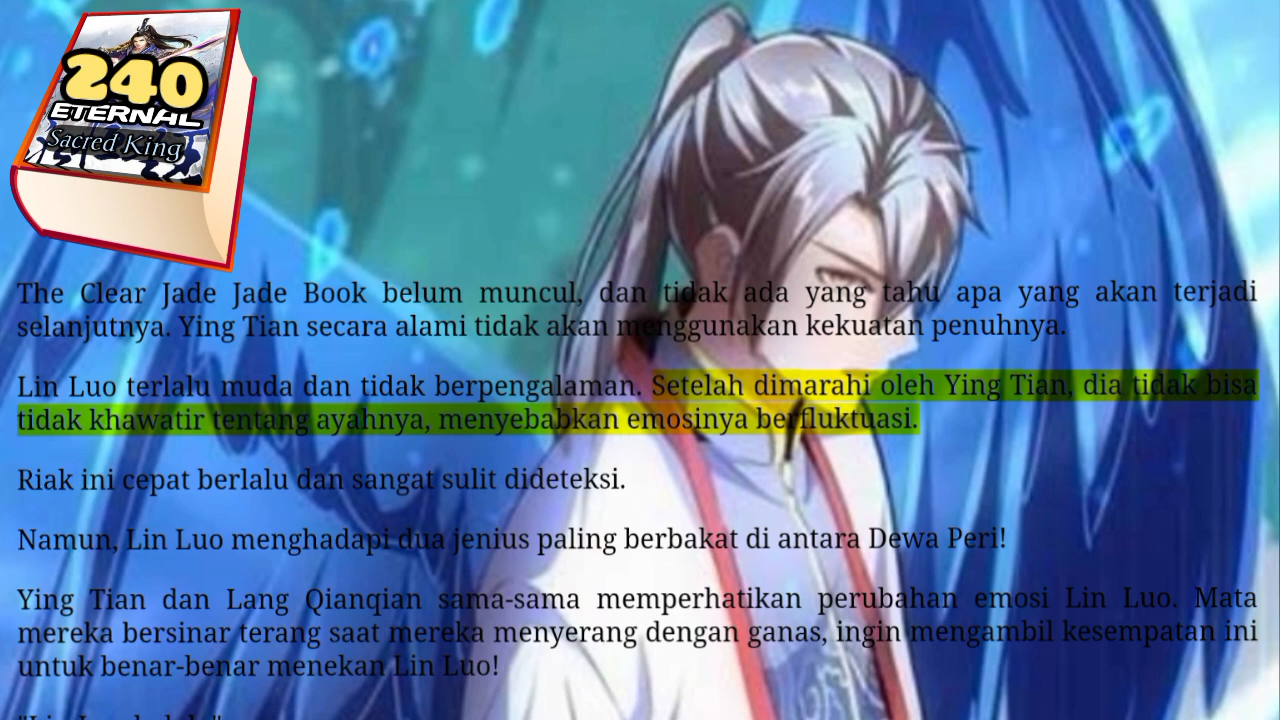 240
ETERNAL
Sacred King
The Clear Jade Jade Book belum muncul, dan tidak ada yang tahu apa yang akan terjadi
selanjutnya. Ying Tian secara alami tidak akan menggunakan kekuatan penuhnya.
Lin Luo terlalu muda dan tidak berpengalaman. Setelah dimarahi oleh Ying Tian, dia tidak bisa
tidak khawatir tentang ayahnya, menyebabkan emosinya berfluktuasi.
Riak ini cepat berlalu dan sangat sulit dideteksi.
Namun, Lin Luo menghadapi dua jenius paling berbakat di antara Dewa Peri!
Ying Tian dan Lang Qianqian sama-sama memperhatikan perubahan emosi Lin Luo. Mata
mereka bersinar terang saat mereka menyerang dengan ganas, ingin mengambil kesempatan ini
untuk benar-benar menekan Lin Luo!